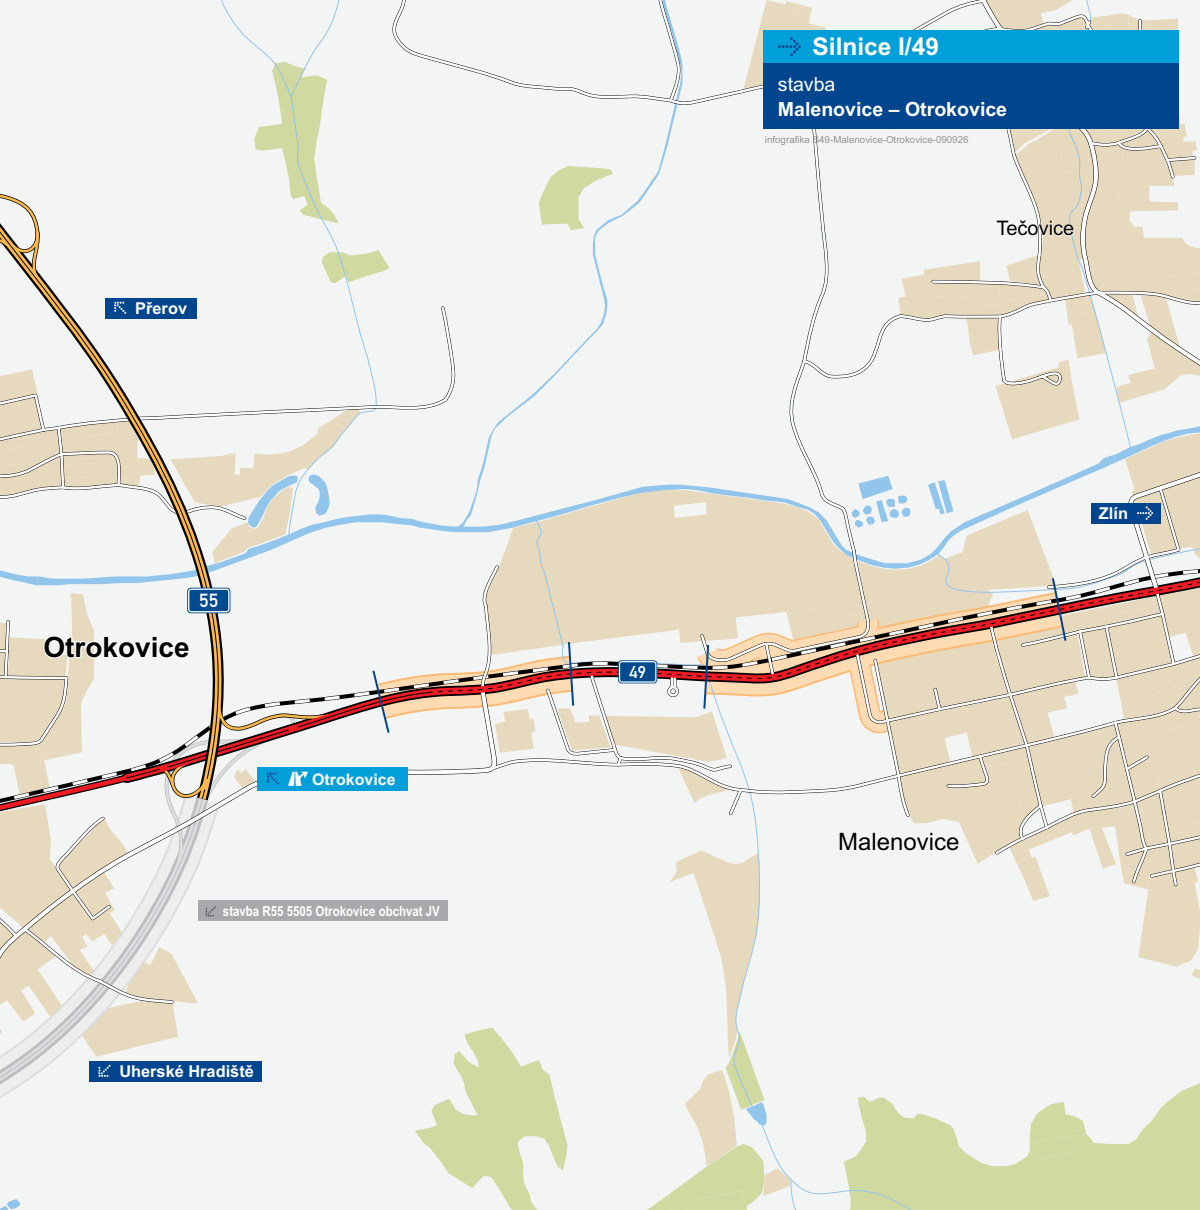 Silnice I/49
stavba
Malenovice – Otrokovice
infografika S49-Malenovice-Otrokovice-090926
Tečovice
Přerov
Zlín
55
Otrokovice
49
Otrokovice
Malenovice
stavba R55 5505 Otrokovice obchvat JV
Uherské Hradiště